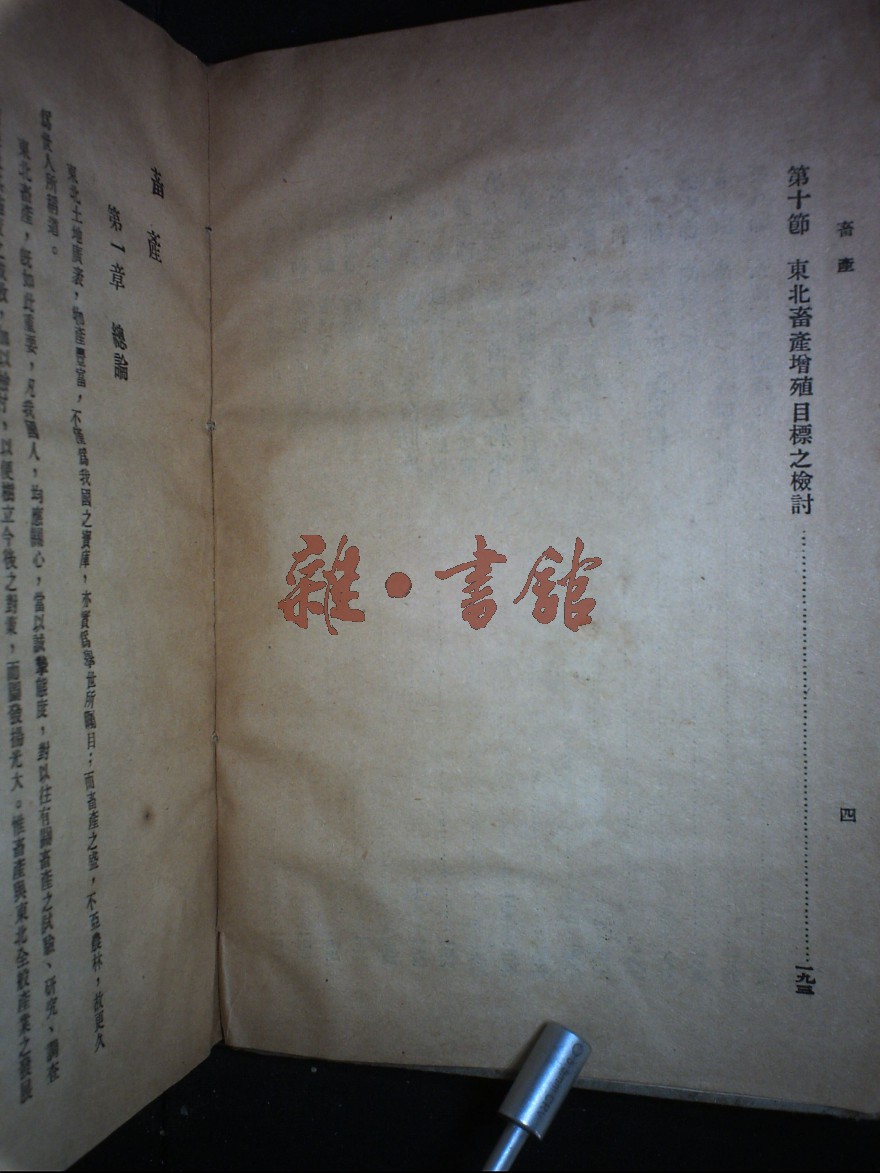 畜產
四
第十節 東北畜產增殖目標之檢討………………………………一九三
雜·書館
畜產
第一章 總論
東北土地廣袤，物產豐富，不僅爲我國之寶庫，亦實爲舉世所矚目；而畜產之盛，不亞農林，故更久
爲世人所稱道。
東北畜產，既如此重要，凡我國人，均應關心，當以誠摯態度，對以往有關畜產之試驗、研究、調查
加以檢討，以便樹立今後之對策，而圖發揚光大。惟畜產與東北全般產業之發展